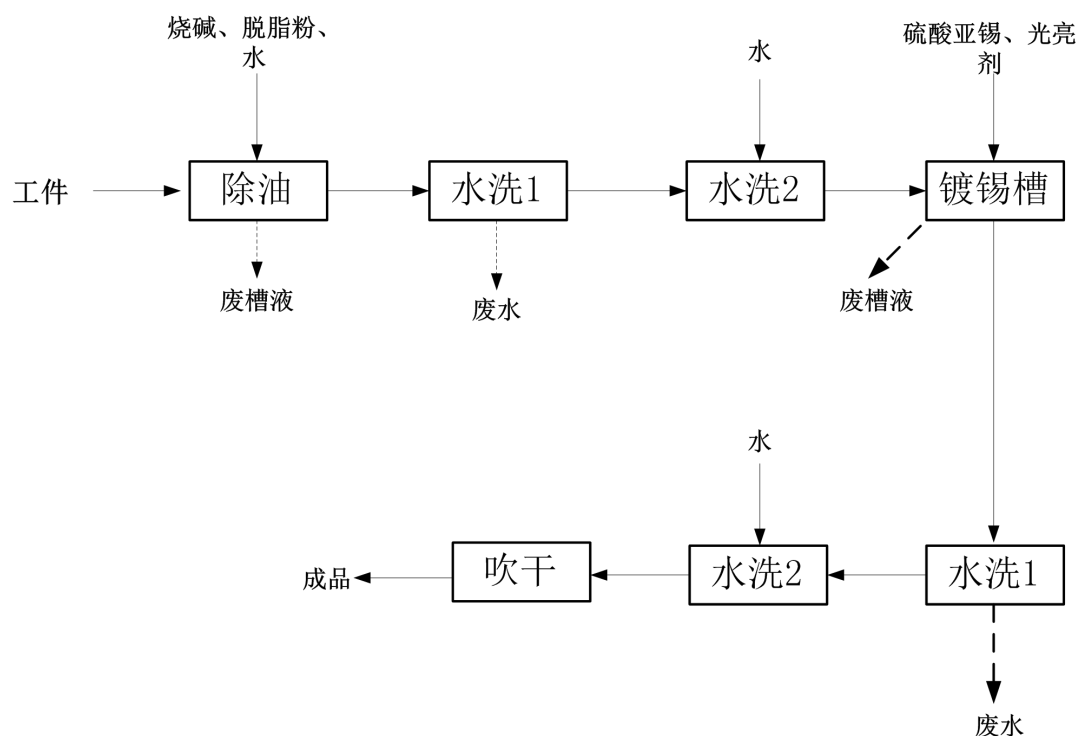 烧碱、脱脂粉、
水
水
硫酸亚锡、光亮
剂
工件
除油
水洗1
水洗2
镀锡槽
废槽液
废水
废槽液
水
成品
吹干
水洗2
水洗1
废水